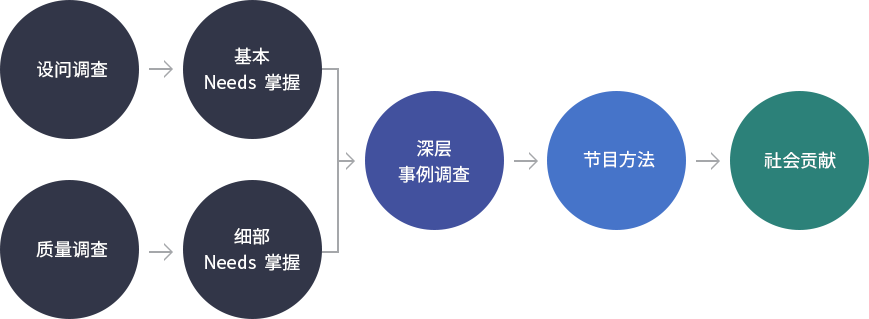 设问调查
基本
Needs 掌握
质量调查
细部
Needs 掌握
深层
事例调查
节目方法
社会贡献